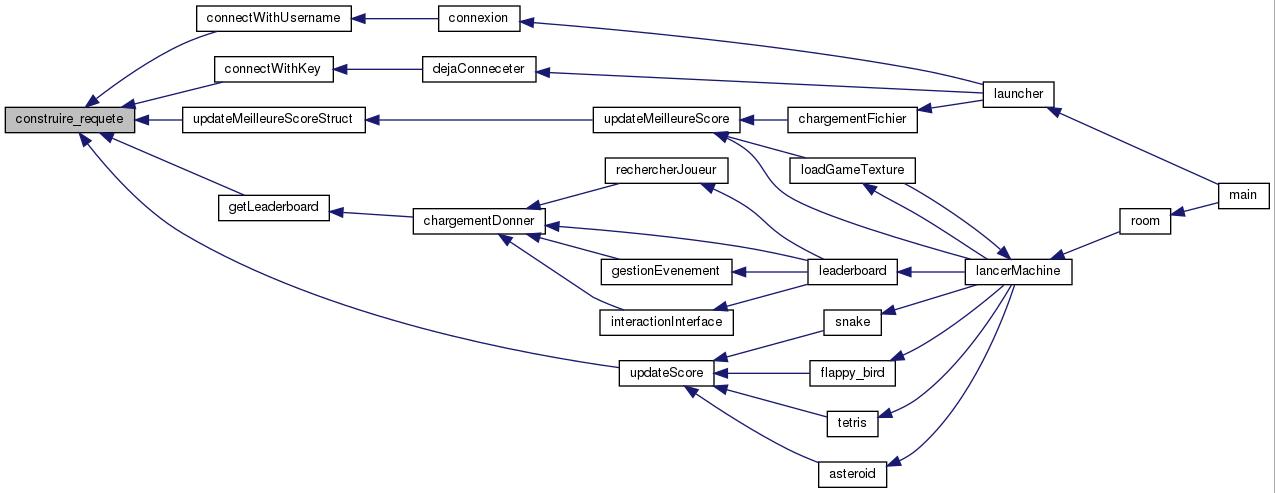 connectWithUsername
connexion
connectWithKey
dejaConneceter
launcher
construire_requete
updateMeilleureScoreStruct
updateMeilleureScore
chargementFichier
rechercherJoueur
loadGameTexture
main
getLeaderboard
chargementDonner
room
gestionEvenement
leaderboard
lancerMachine
interactionInterface
snake
updateScore
flappy_bird
tetris
asteroid